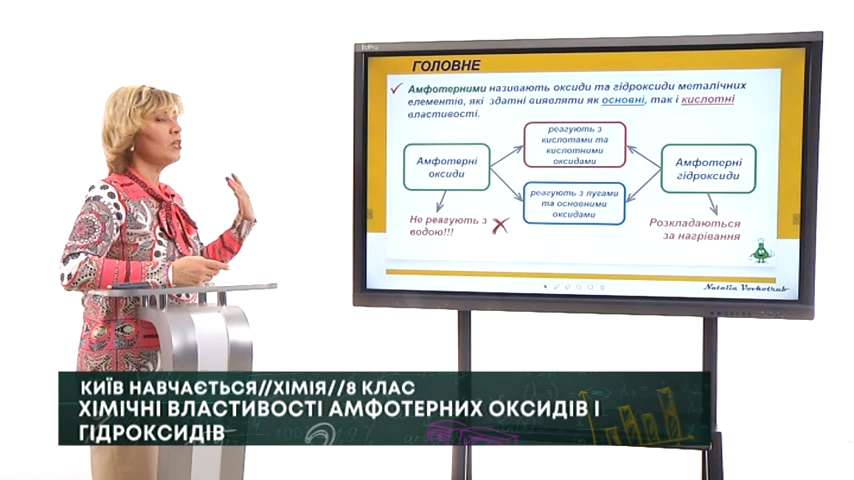 EdPro
ГОЛОВНЕ
Амфотерними називають оксиди та гідроксиди металічних
елементів, які здатні виявляти як основні, так і кислотні
властивості.
Амфотерні
оксиди
реагують з
кислотами та
кислотними
оксидами
Амфотерні
гідроксиди
реагують з лугами
та основними
оксидами
Не реагують з
водою!!!
Розкладаються
за нагрівання
Natalia Vovkotrub
КИЇВ НАВЧАЄТЬСЯ//ХІМІЯ//8 КЛАС
ХІМІЧНІ ВЛАСТИВОСТІ АМФОТЕРНИХ ОКСИДІВ І
ГІДРОКСИДІВ